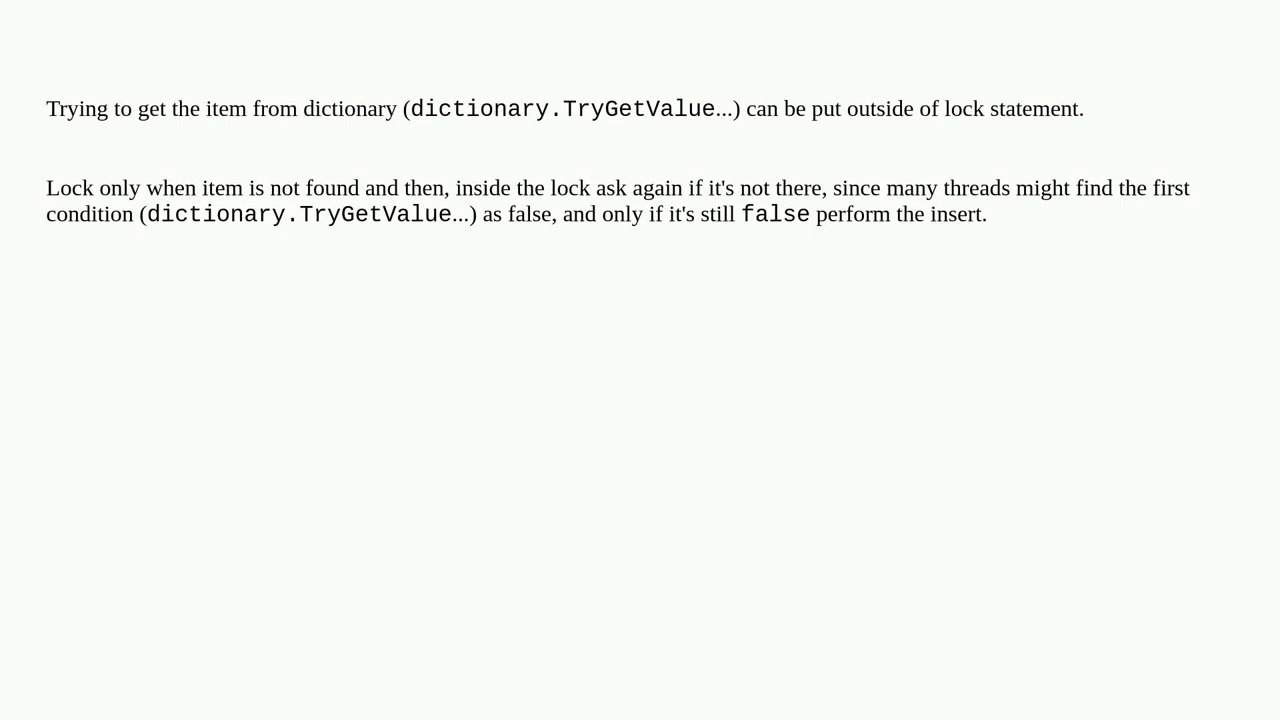 Trying to get the item from dictionary (dictionary.TryGetValue...) can be put outside of lock statement.
Lock only when item is not found and then, inside the lock ask again if it's not there, since many threads might find the first
condition (dictionary.TryGetValue...) as false, and only if it's still false perform the insert.